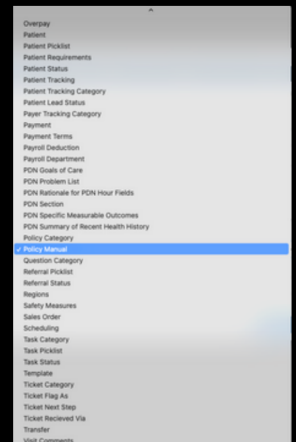 Overpay
Patient
Patient Picklist
Patient Requirements
Patient Status
Patient Tracking
Patient Tracking Category
Patient Lead Status
Payer Tracking Category
Payment
Payment Terms
Payroll Deduction
Payroll Department
PDN Goals of Care
PDN Problem List
PDN Rationale for PDN Hour Fields
PDN Section
PDN Specific Measurable Outcomes
PDN Summary of Recent Health History
Policy Category
✓ Policy Manual
Question Category
Referral Picklist
Referral Status
Regions
Safety Measures
Sales Order
Scheduling
Task Category
Task Picklist
Task Status
Template
Ticket Category
Ticket Flag As
Ticket Next Step
Ticket Recieved Via
Transfer
Visit Comments